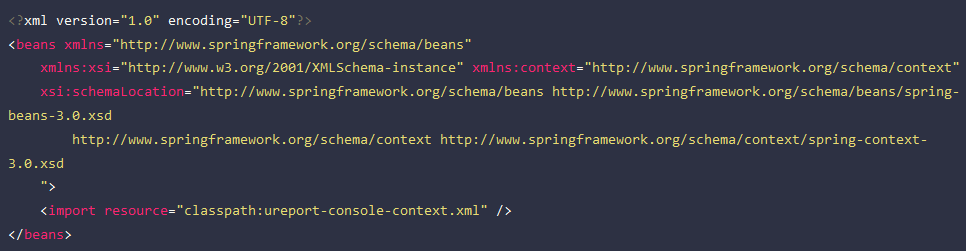 <?xml version="1.0" encoding="UTF-8"?>
<beans xmlns="http://www.springframework.org/schema/beans"
    xmlns:xsi="http://www.w3.org/2001/XMLSchema-instance" xmlns:context="http://www.springframework.org/schema/context"
    xsi:schemaLocation="http://www.springframework.org/schema/beans http://www.springframework.org/schema/beans/spring-
beans-3.0.xsd
        http://www.springframework.org/schema/context http://www.springframework.org/schema/context/spring-context-
3.0.xsd
    ">
    <import resource="classpath:ureport-console-context.xml" />
</beans>